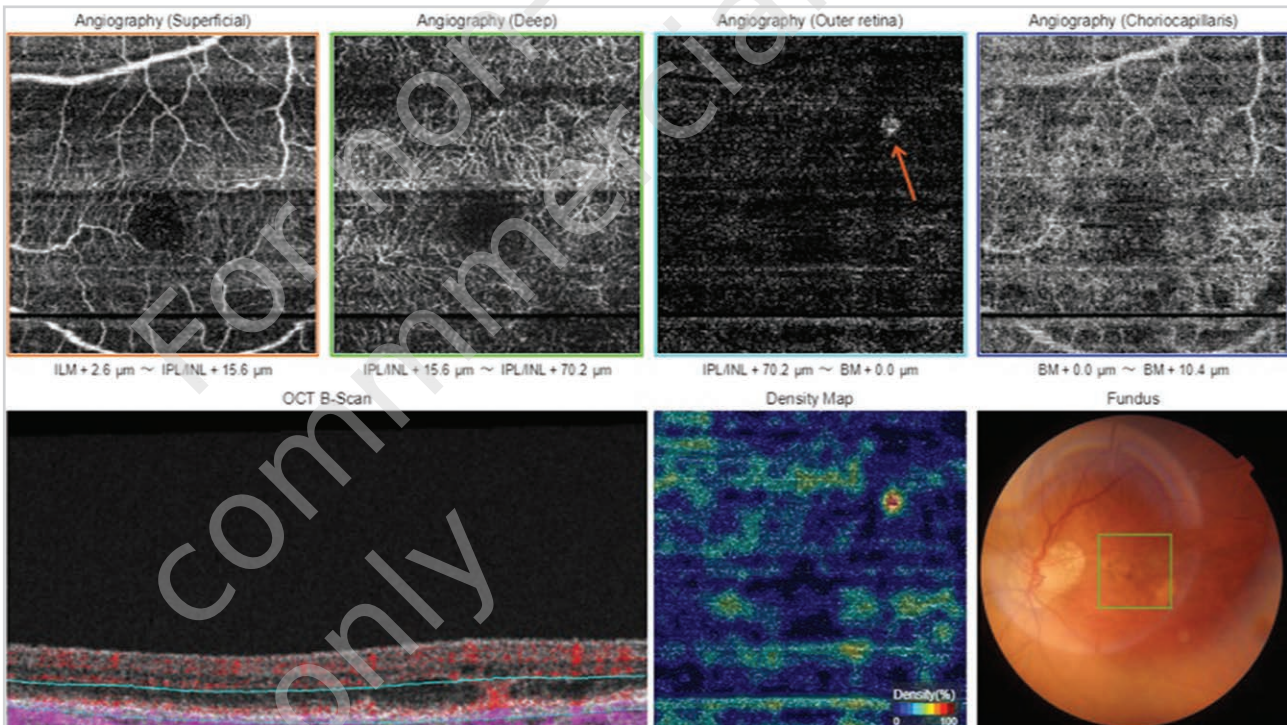 Angiography (Superficial)
Angiography (Deep)
Angiography (Outer retina)
Angiography (Choriocapillaris)
ILM + 2.6 µm ～ IPL/INL + 15.6 µm
IPL/INL + 15.6 µm ～ IPL/INL + 70.2 µm
IPL/INL + 70.2 µm ～ BM + 0.0 µm
BM + 0.0 µm ～ BM + 10.4 µm
OCT B-Scan
Density Map
Fundus
Density(%)
0 100
For non-
commercial
only